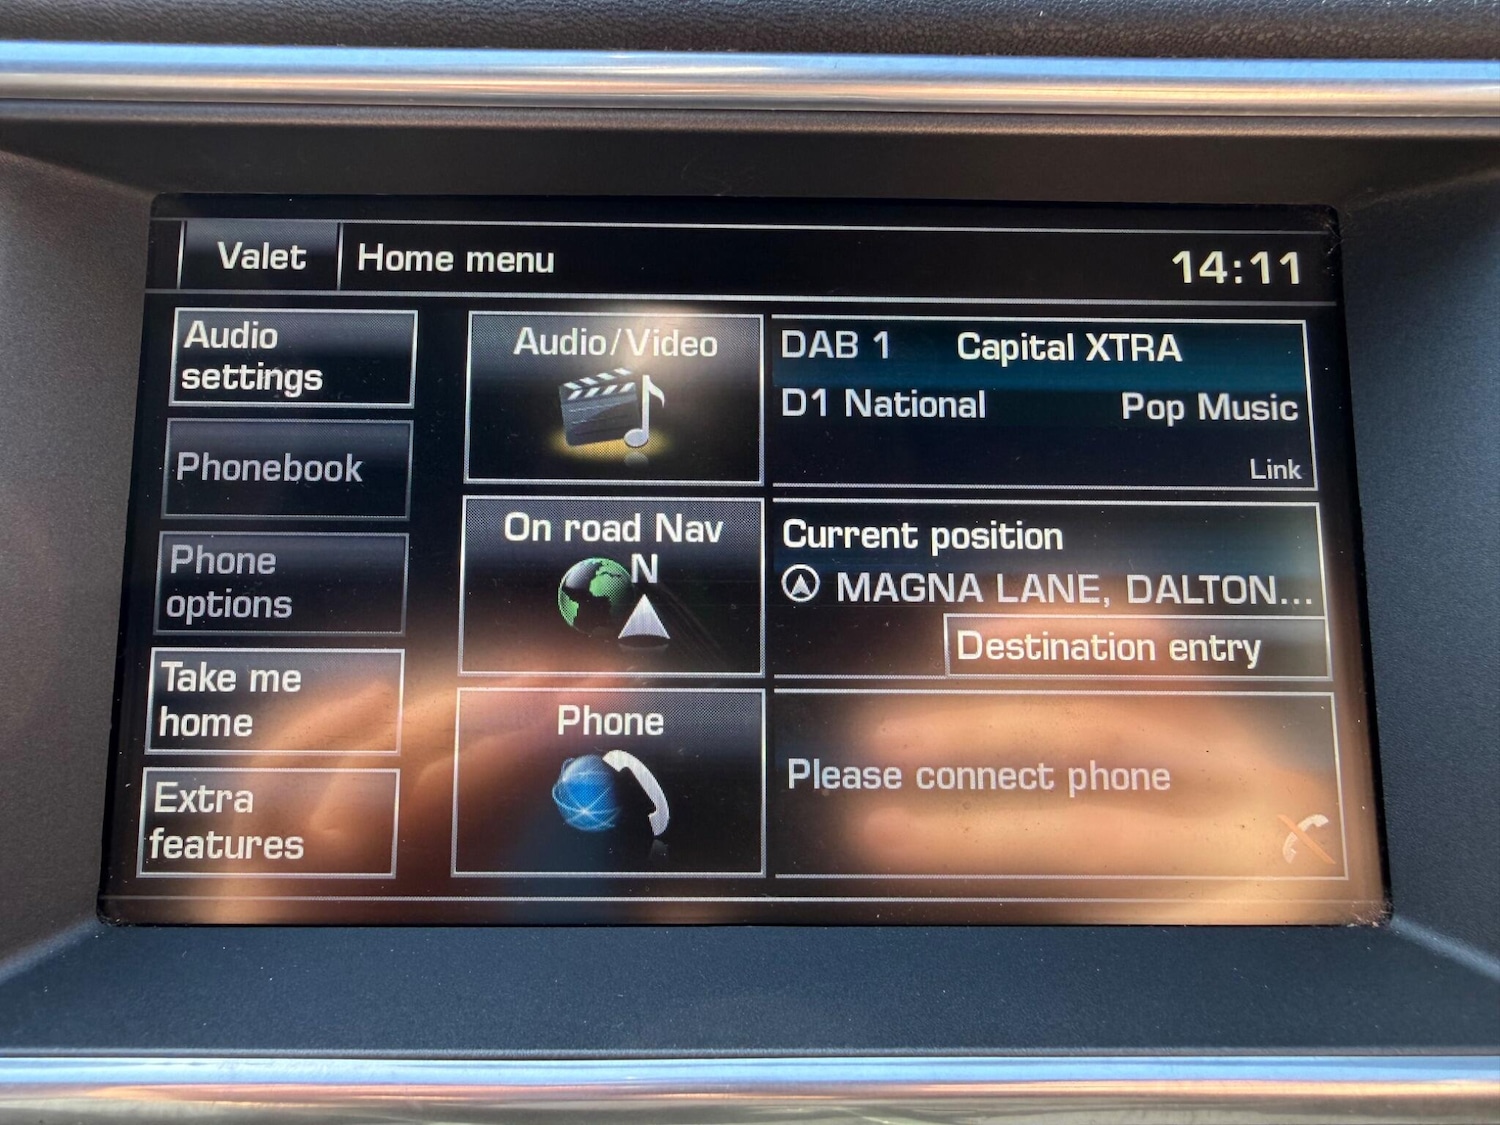 Valet
Home menu
14:11
Audio
settings
Phonebook
Phone
options
Take me
home
Extra
features
Audio/Video
On road Nav
N
Phone
DAB 1 Capital XTRA
D1 National Pop Music
Link
Current position
MAGNA LANE, DALTON...
Destination entry
Please connect phone